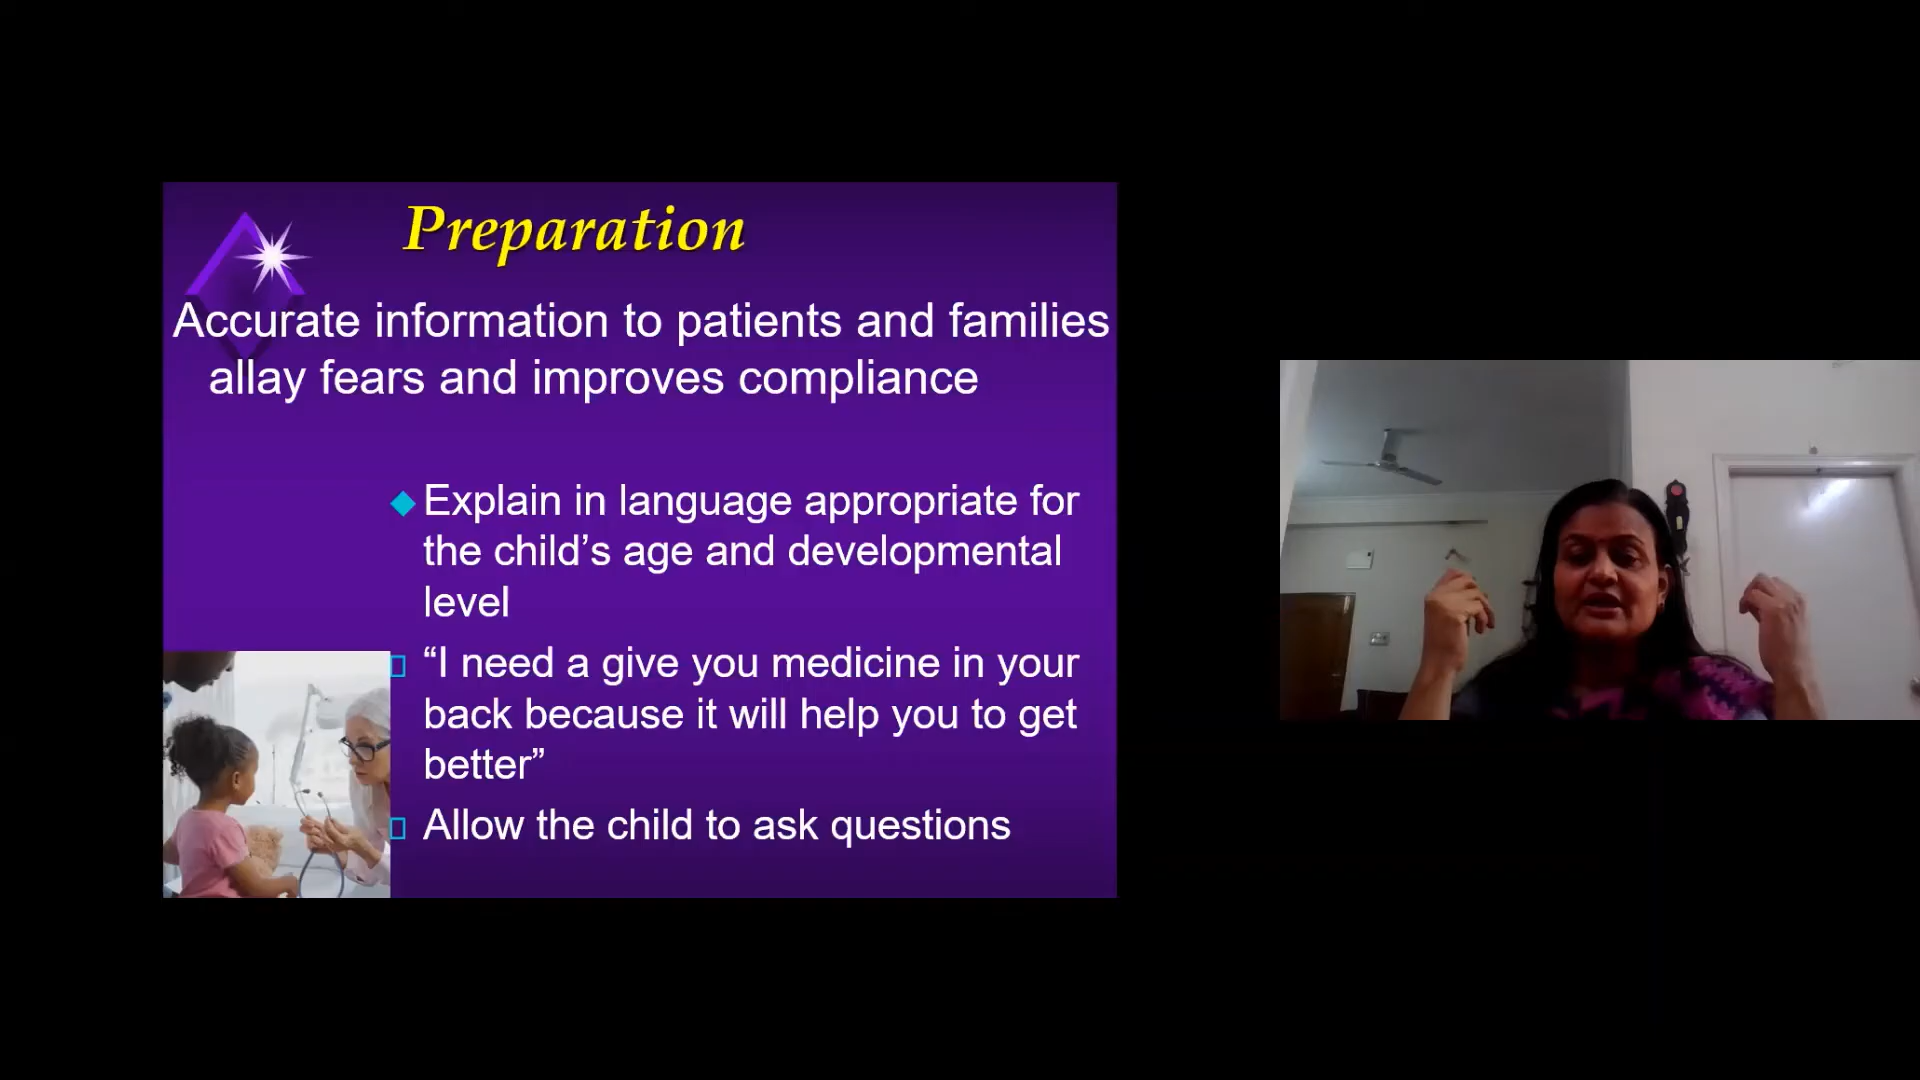 Preparation
Accurate information to patients and families
allay fears and improves compliance
Explain in language appropriate for
the child’s age and developmental
level
“I need a give you medicine in your
back because it will help you to get
better”
Allow the child to ask questions